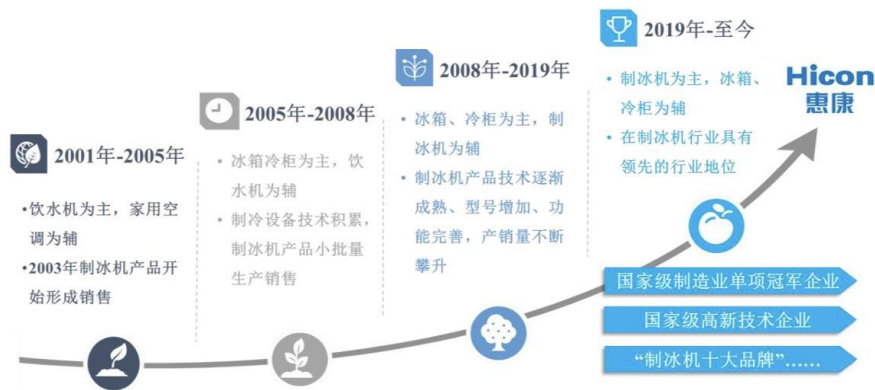 2001年-2005年
•饮水机为主，家用空
调为辅
•2003年制冰机产品开
始形成销售
2005年-2008年
• 冰箱冷柜为主，饮
水机为辅
• 制冷设备技术积累，
制冰机产品小批量
生产销售
2008年-2019年
• 冰箱、冷柜为主，制
冰机为辅
• 制冰机产品技术逐渐
成熟、型号增加、功
能完善，产销量不断
攀升
2019年-至今
• 制冰机为主，冰箱、
冷柜为辅
• 在制冰机行业具有
领先的行业地位
Hicon
惠康
国家级制造业单项冠军企业
国家级高新技术企业
“制冰机十大品牌”……